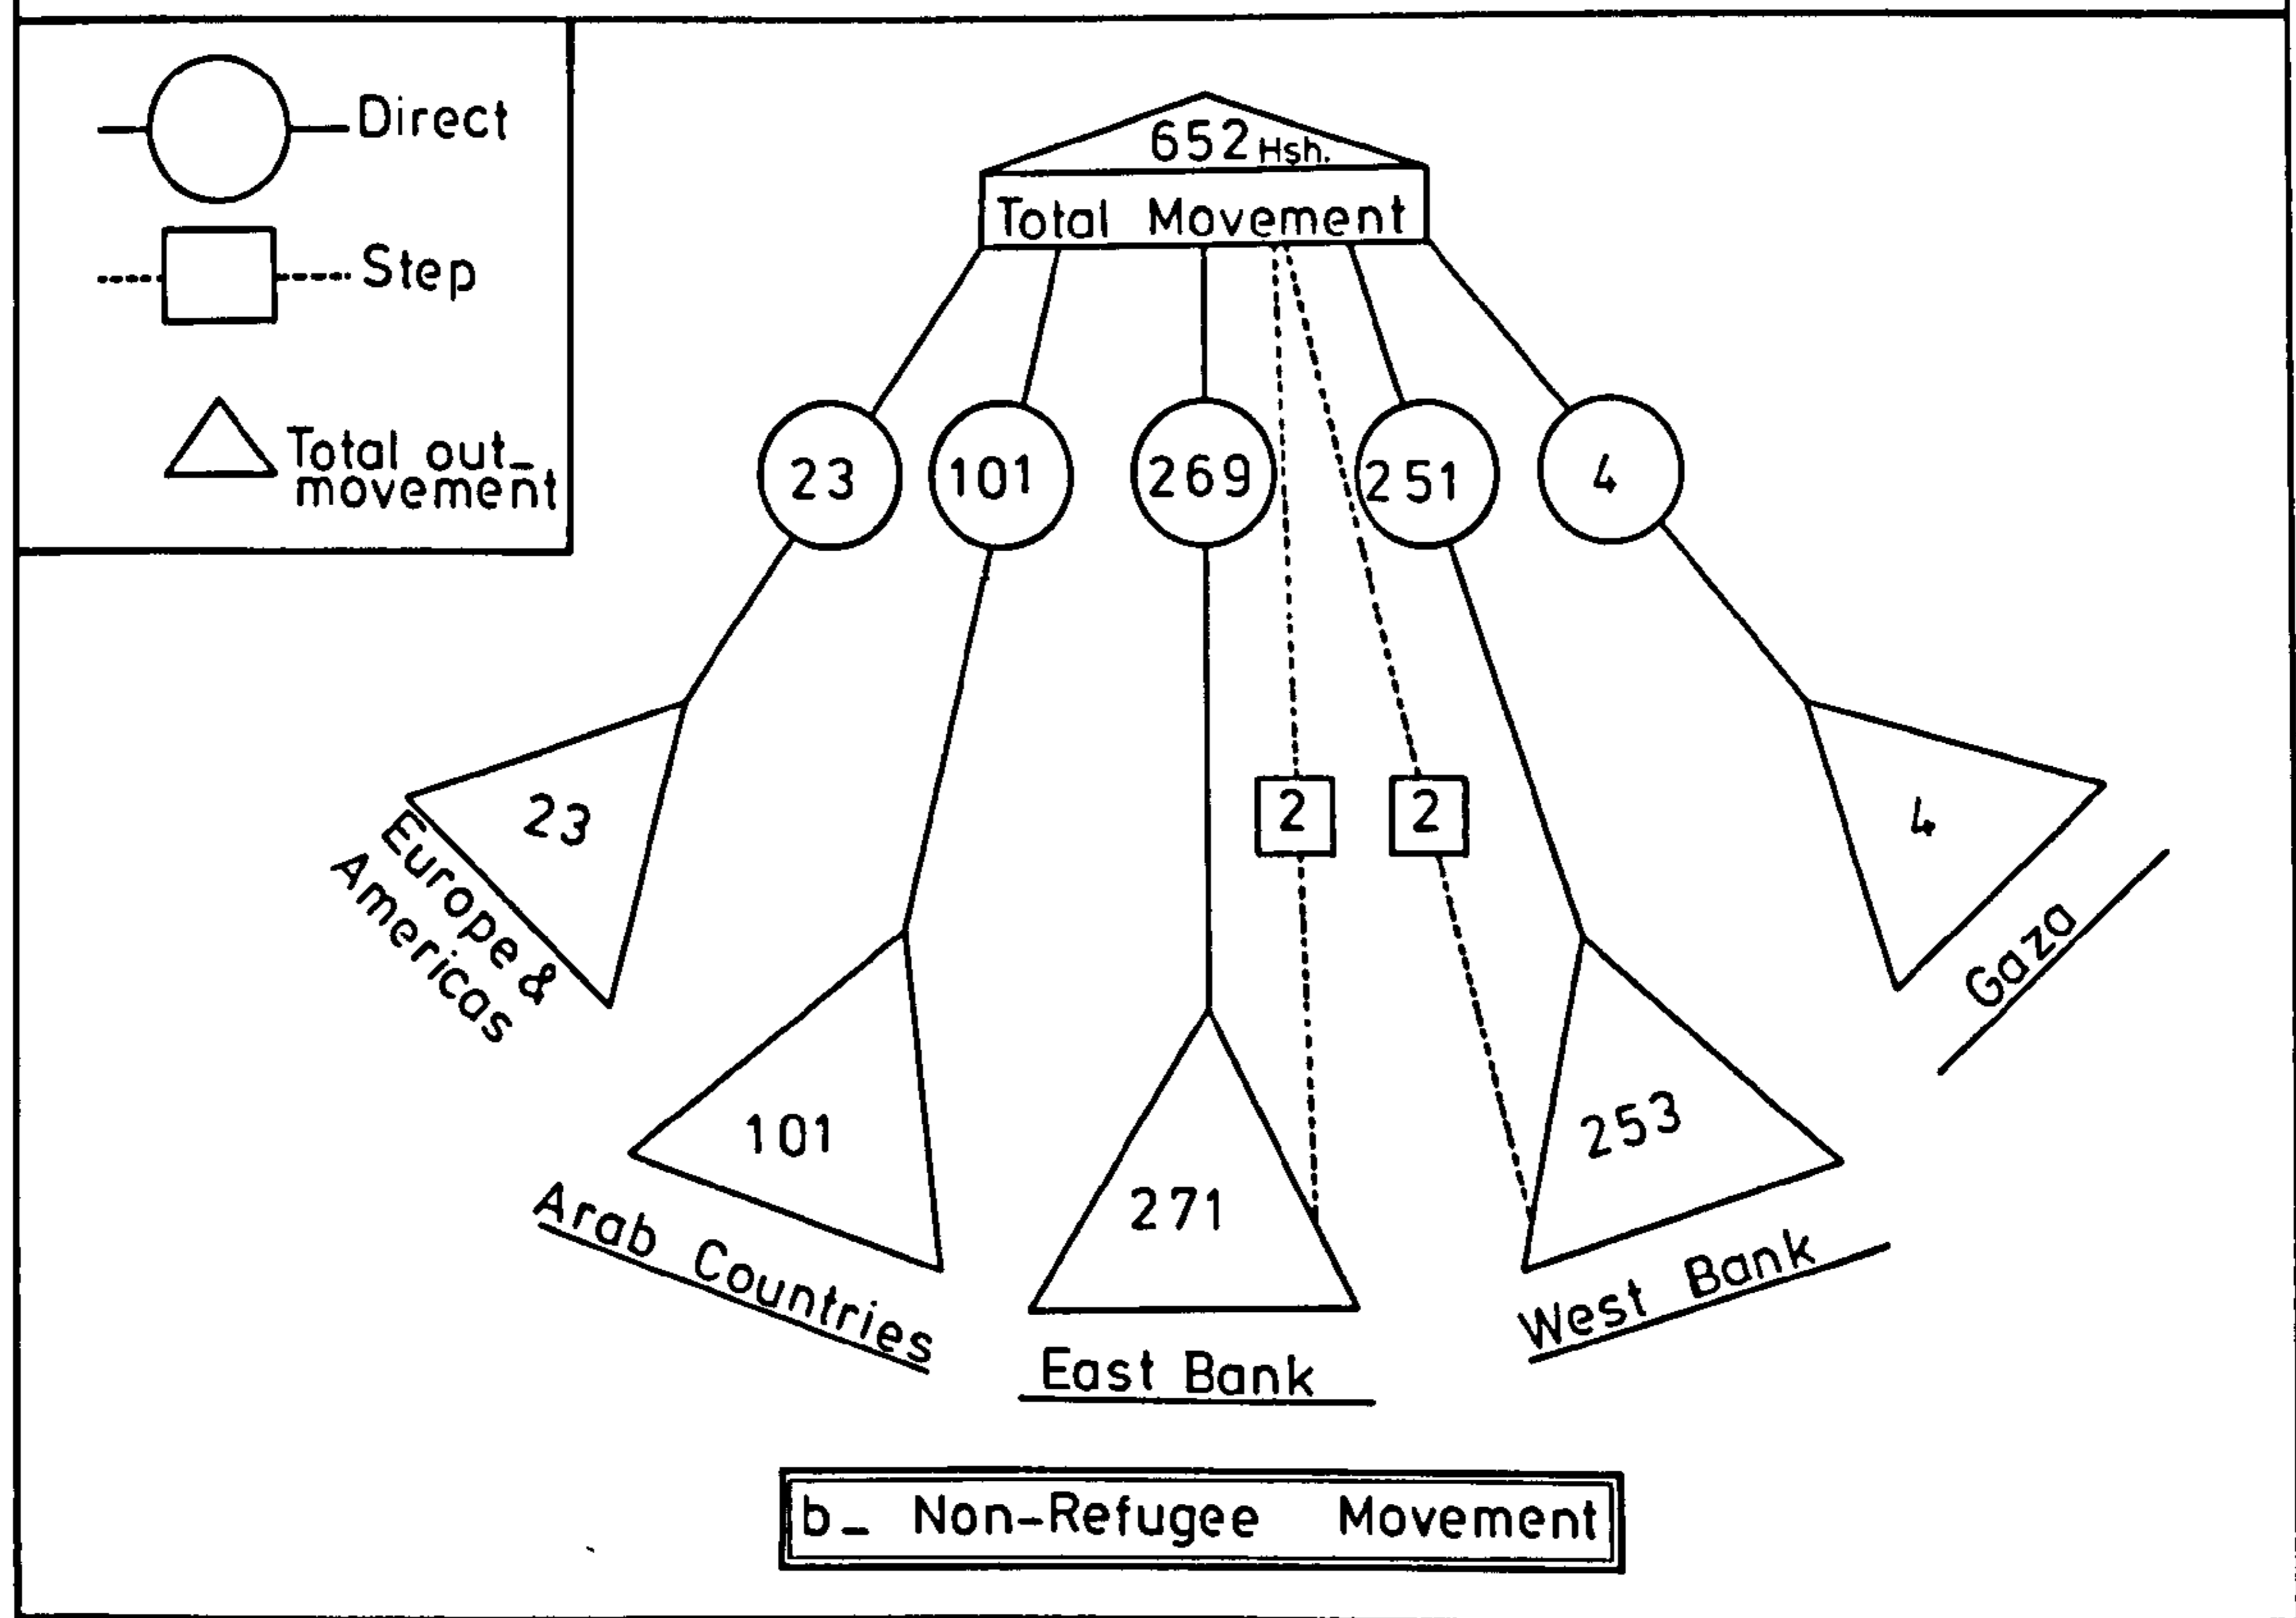 Direct
Step
Total out_
movement
652 Hsh.
Total Movement
23
101
269
251
4
2
2
23
4
101
253
271
Europe &
Americas
Arab Countries
East Bank
West Bank
Gaza
b_ Non-Refugee Movement